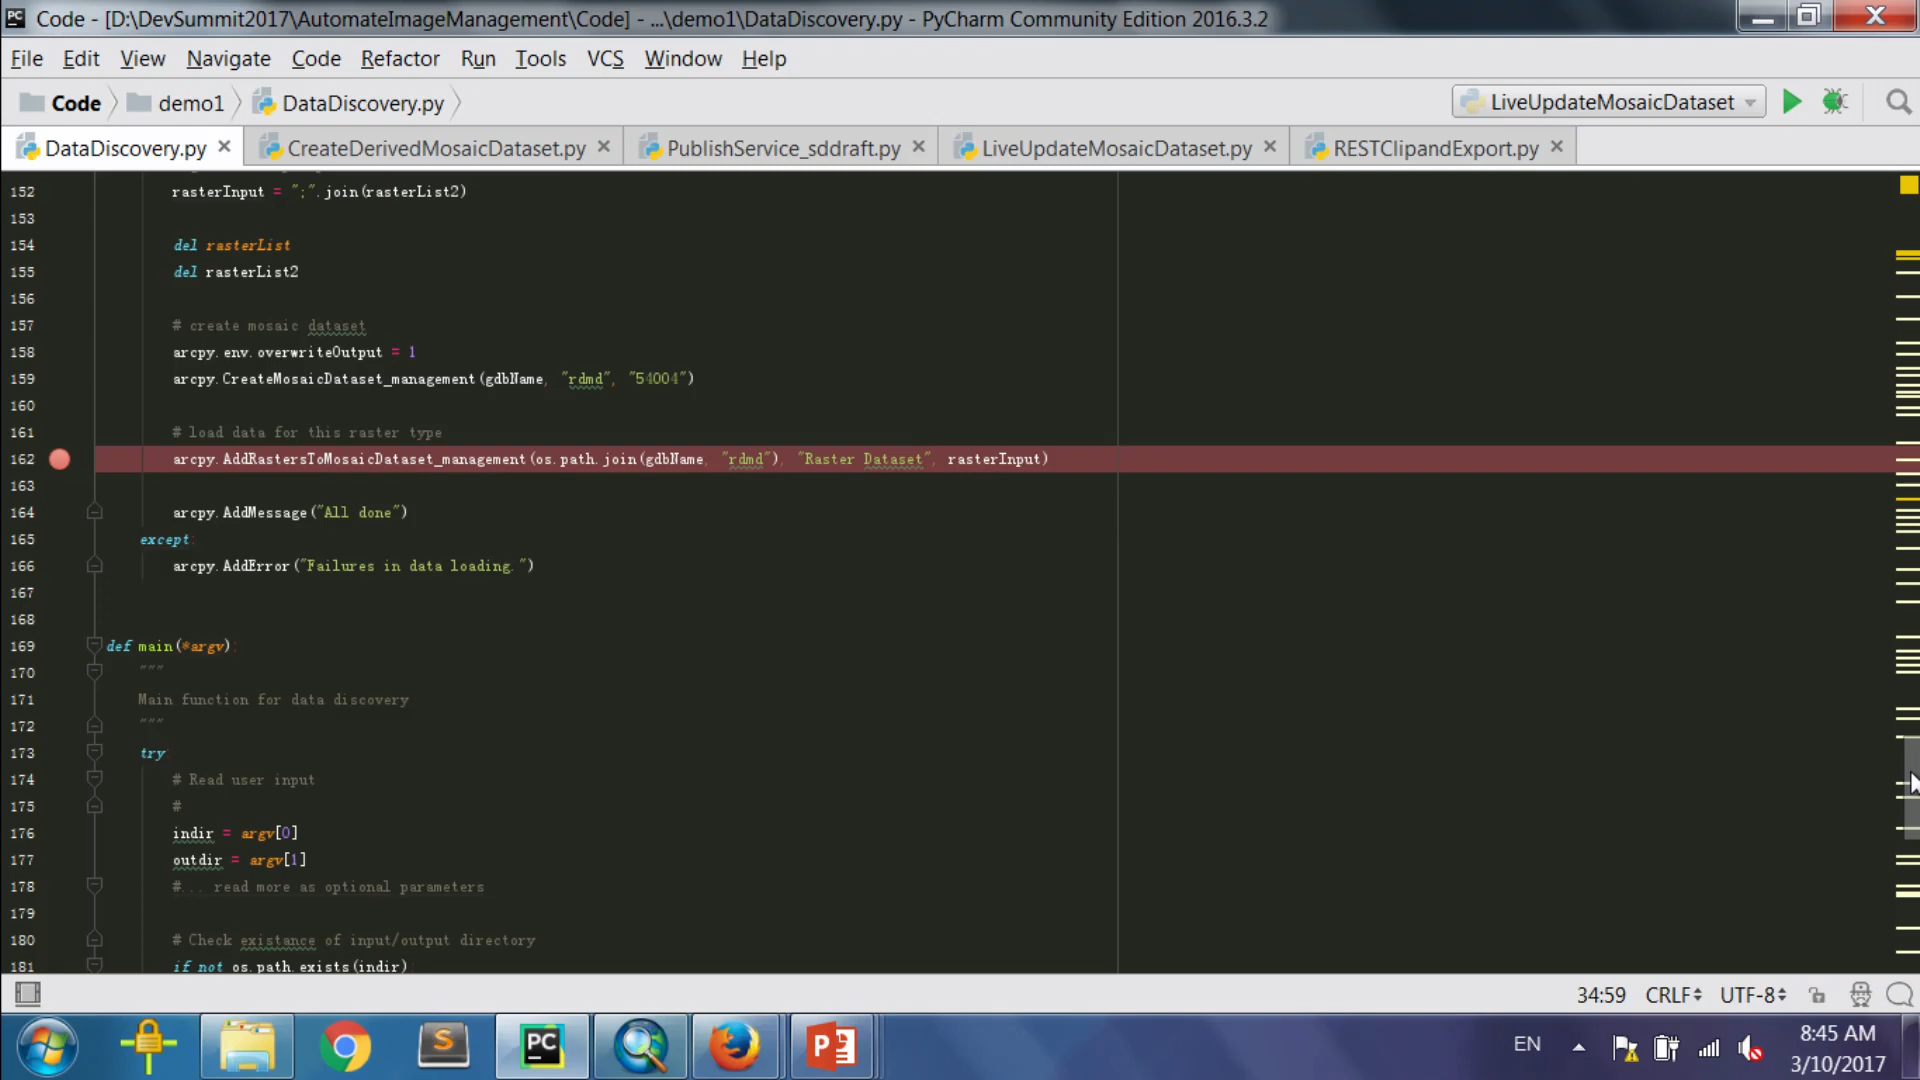 Code - [D:\DevSummit2017\AutomateImageManagement\Code] - ...\demo1\DataDiscovery.py - PyCharm Community Edition 2016.3.2
File Edit View Navigate Code Refactor Run Tools VCS Window Help
Code demo1 DataDiscovery.py LiveUpdateMosaicDataset
DataDiscovery.py CreateDerivedMosaicDataset.py PublishService_sddraft.py LiveUpdateMosaicDataset.py RESTClipandExport.py
152 rasterInput = ";".join(rasterList2)
153
154 del rasterList
155 del rasterList2
156
157 # create mosaic dataset
158 arcpy.env.overwriteOutput = 1
159 arcpy.CreateMosaicDataset_management(gdbName, "rdmd", "54004")
160
161 # load data for this raster type
162 arcpy.AddRastersToMosaicDataset_management(os.path.join(gdbName, "rdmd"), "Raster Dataset", rasterInput)
163
164 arcpy.AddMessage("All done")
165 except:
166 arcpy.AddError("Failures in data loading.")
167
168
169 def main(*argv):
170 """
171 Main function for data discovery
172 """
173 try:
174 # Read user input
175 #
176 indir = argv[0]
177 outdir = argv[1]
178 #... read more as optional parameters
179
180 # Check existance of input/output directory
181 if not os.path.exists(indir)
34:59 CRLF UTF-8
PC
EN
8:45 AM
3/10/2017